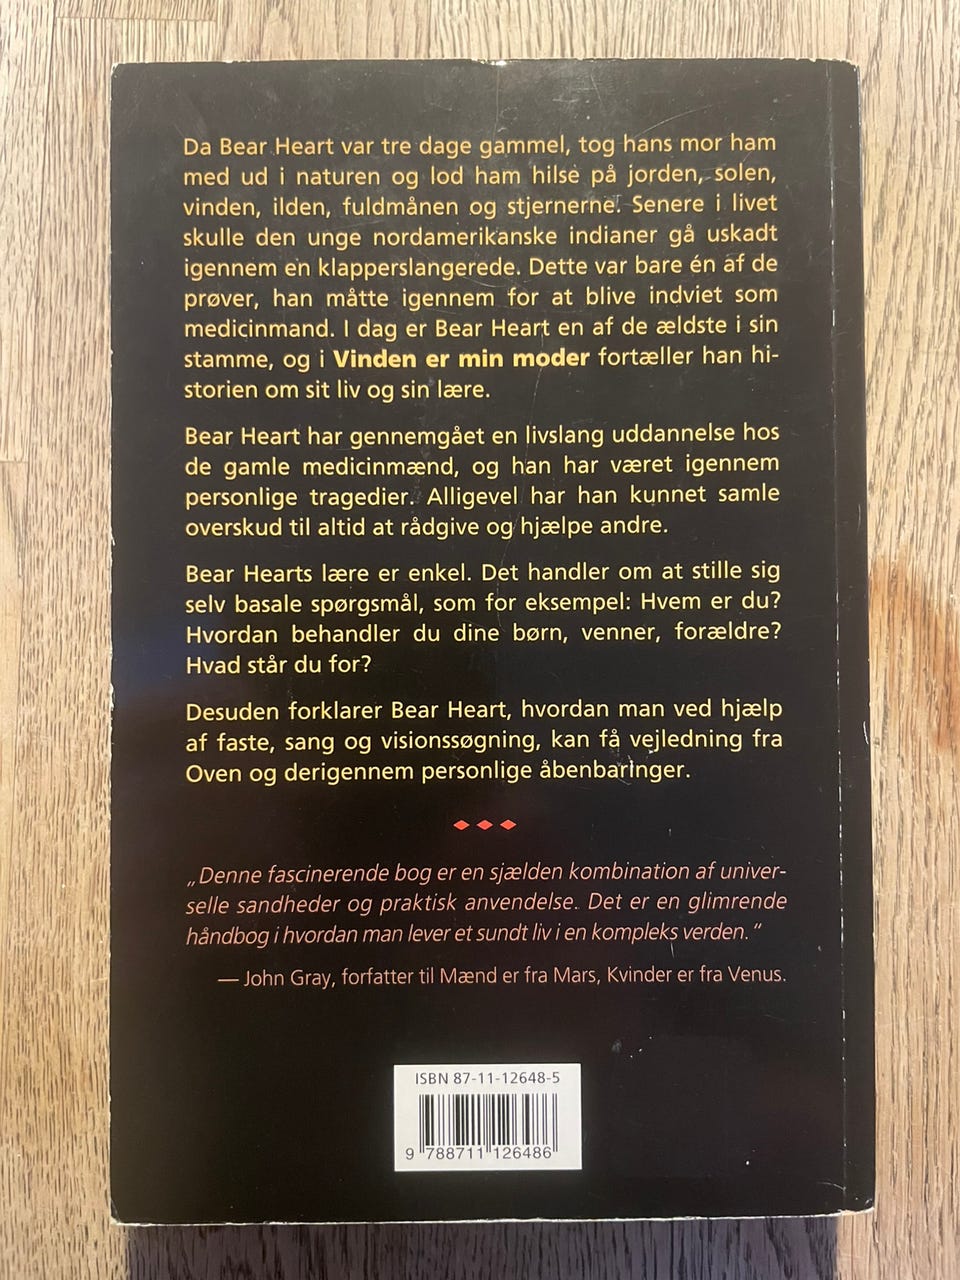 Da Bear Heart var tre dage gammel, tog hans mor ham
med ud i naturen og lod ham hilse på jorden, solen,
vinden, ilden, fuldmånen og stjernerne. Senere i livet
skulle den unge nordamerikanske indianer gå uskadt
igennem en klapperslangerede. Dette var bare én af de
prøver, han måtte igennem for at blive indviet som
medicinmand. I dag er Bear Heart en af de ældste i sin
stamme, og i Vinden er min moder fortæller han hi-
storien om sit liv og sin lære.
Bear Heart har gennemgået en livslang uddannelse hos
de gamle medicinmænd, og han har været igennem
personlige tragedier. Alligevel har han kunnet samle
overskud til altid at rådgive og hjælpe andre.
Bear Hearts lære er enkel. Det handler om at stille sig
selv basale spørgsmål, som for eksempel: Hvem er du?
Hvordan behandler du dine børn, venner, forældre?
Hvad står du for?
Desuden forklarer Bear Heart, hvordan man ved hjælp
af faste, sang og visionssøgning, kan få vejledning fra
Oven og derigennem personlige åbenbaringer.
„Denne fascinerende bog er en sjælden kombination af univer-
selle sandheder og praktisk anvendelse. Det er en glimrende
håndbog i hvordan man lever et sundt liv i en kompleks verden.“
— John Gray, forfatter til Mænd er fra Mars, Kvinder er fra Venus.
ISBN 87-11-12648-5
9 788711 126486